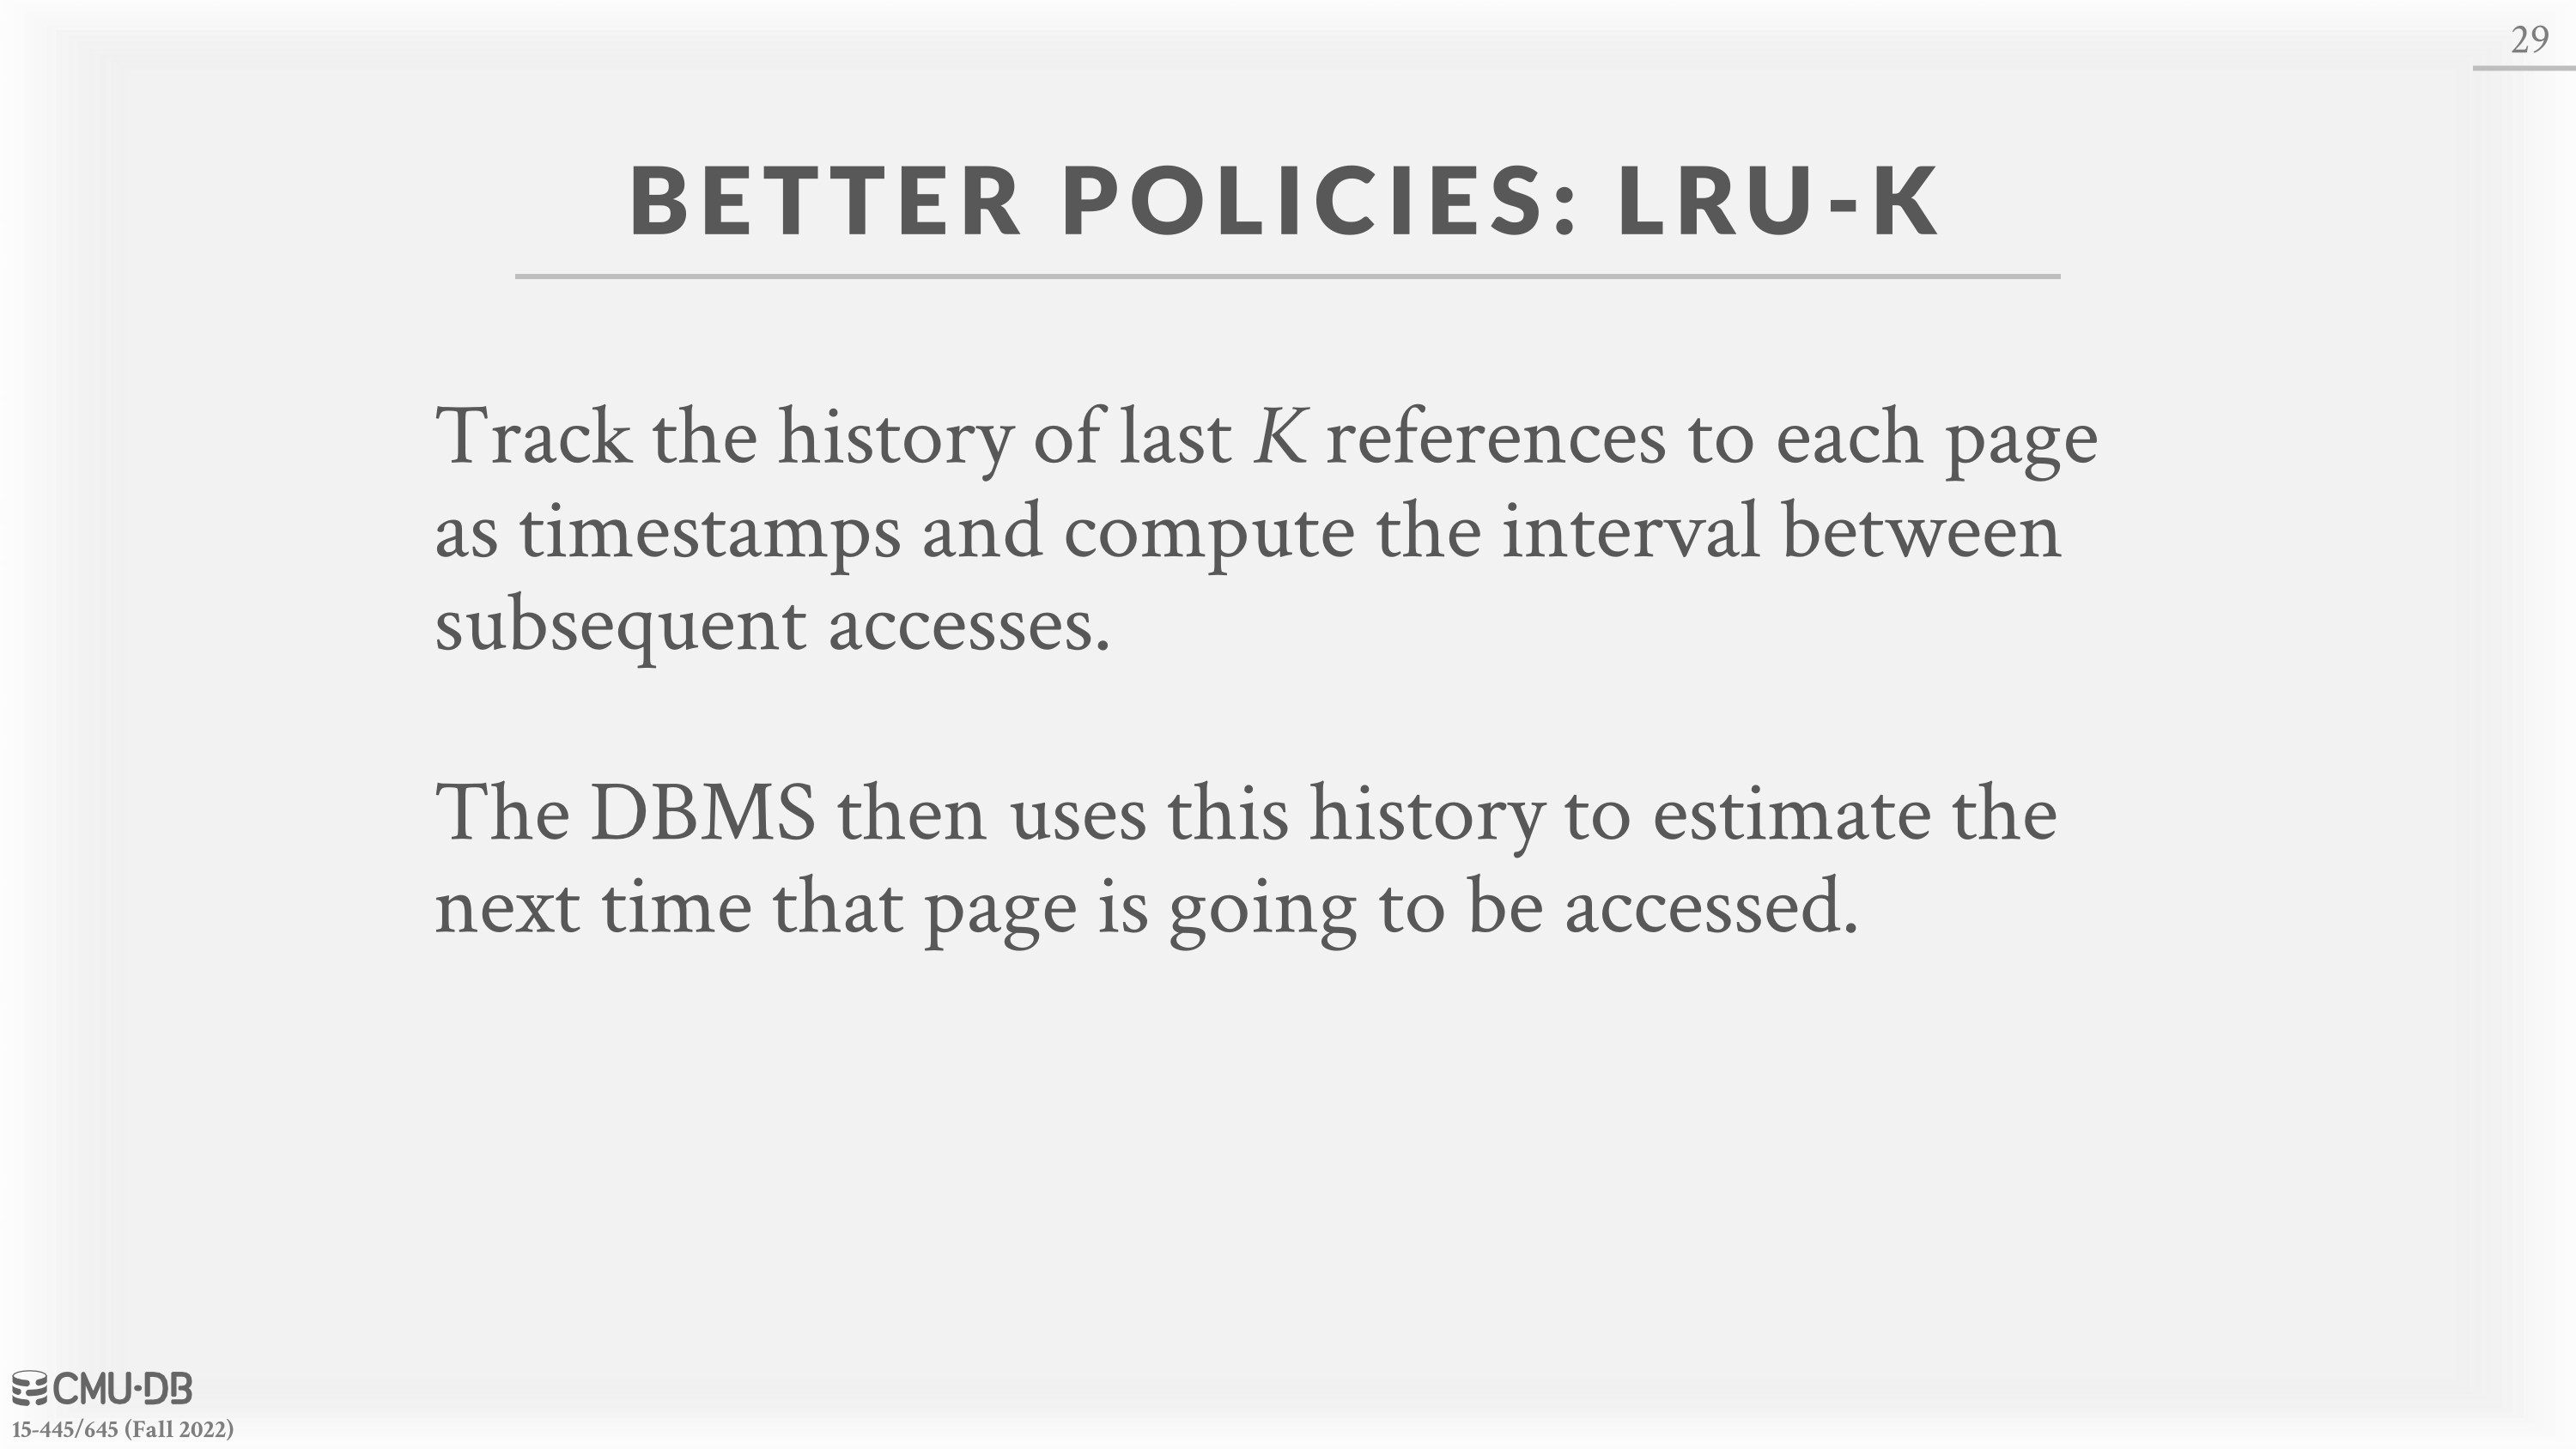 29
BETTER POLICIES: LRU-K
Track the history of last K references to each page
as timestamps and compute the interval between
subsequent accesses.
The DBMS then uses this history to estimate the
next time that page is going to be accessed.
CMU·DB
15-445/645 (Fall 2022)